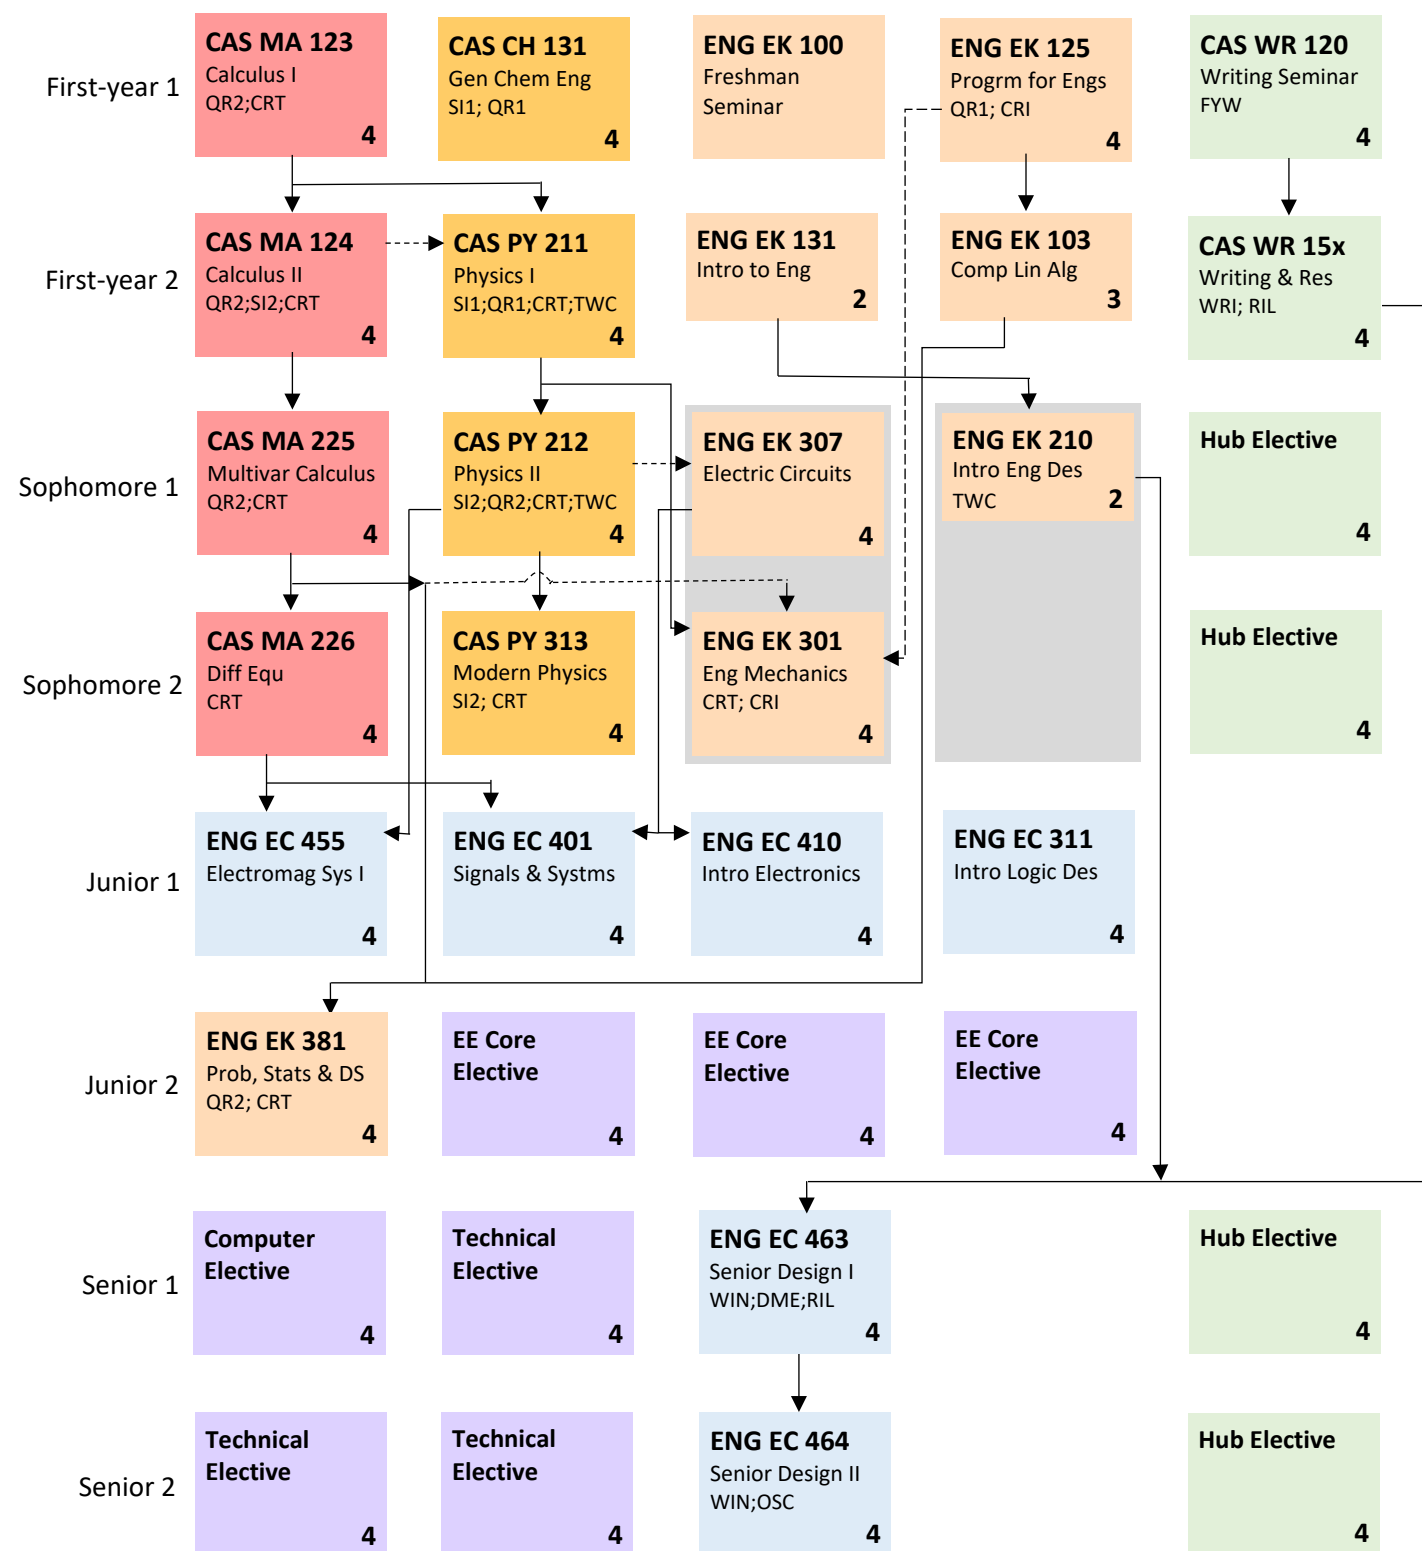 First-year 1
CAS MA 123
Calculus I
QR2;CRT
4
CAS CH 131
Gen Chem Eng
SI1; QR1
4
ENG EK 100
Freshman
Seminar
ENG EK 125
Progrm for Engs
QR1; CRI
4
CAS WR 120
Writing Seminar
FYW
4
First-year 2
CAS MA 124
Calculus II
QR2;SI2;CRT
4
CAS PY 211
Physics I
SI1;QR1;CRT;TWC
4
ENG EK 131
Intro to Eng
2
ENG EK 103
Comp Lin Alg
3
CAS WR 15x
Writing & Res
WRI; RIL
4
Sophomore 1
CAS MA 225
Multivar Calculus
QR2;CRT
4
CAS PY 212
Physics II
SI2;QR2;CRT;TWC
4
ENG EK 307
Electric Circuits
4
ENG EK 210
Intro Eng Des
TWC
2
Hub Elective
4
Sophomore 2
CAS MA 226
Diff Equ
CRT
4
CAS PY 313
Modern Physics
SI2; CRT
4
ENG EK 301
Eng Mechanics
CRT; CRI
4
Hub Elective
4
Junior 1
ENG EC 455
Electromag Sys I
4
ENG EC 401
Signals & Systms
4
ENG EC 410
Intro Electronics
4
ENG EC 311
Intro Logic Des
4
Junior 2
ENG EK 381
Prob, Stats & DS
QR2; CRT
4
EE Core
Elective
4
EE Core
Elective
4
EE Core
Elective
4
Senior 1
Computer
Elective
4
Technical
Elective
4
ENG EC 463
Senior Design I
WIN;DME;RIL
4
Hub Elective
4
Senior 2
Technical
Elective
4
Technical
Elective
4
ENG EC 464
Senior Design II
WIN;OSC
4
Hub Elective
4